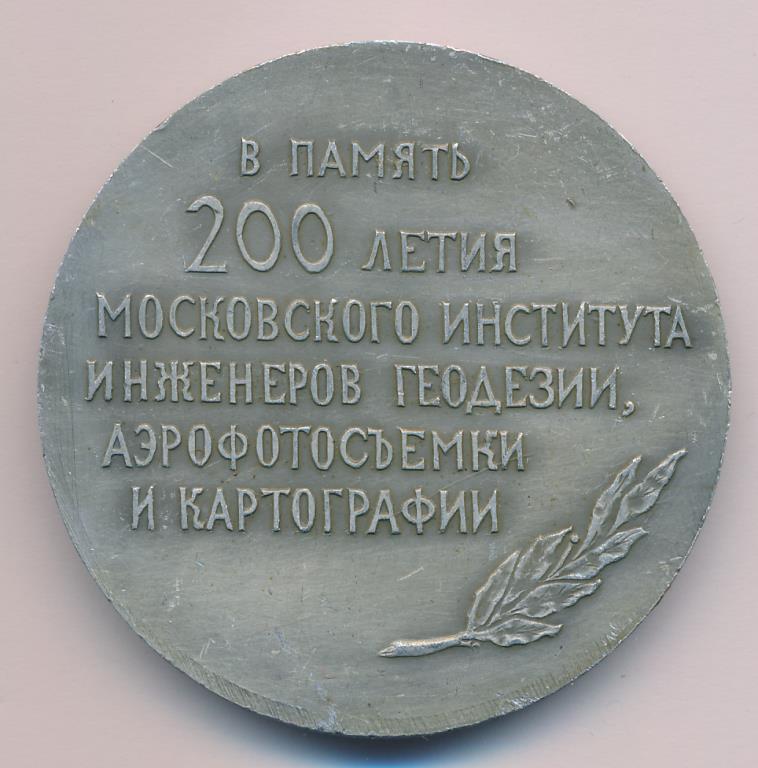 В ПАМЯТЬ
200 ЛЕТИЯ
МОСКОВСКОГО ИНСТИТУТА
ИНЖЕНЕРОВ ГЕОДЕЗИИ,
АЭРОФОТОСЪЕМКИ
И КАРТОГРАФИИ